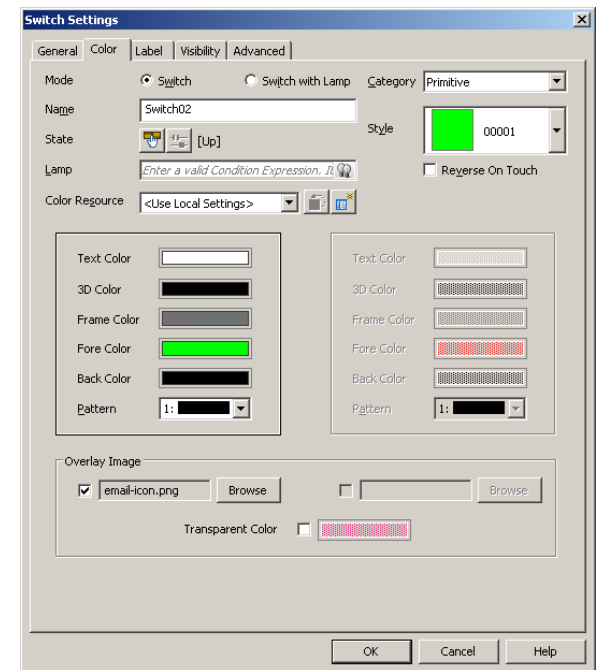 Switch Settings
General Color Label Visibility Advanced
Mode Switch Switch with Lamp Category Primitive
Name Switch02
Style 00001
State [Up]
Lamp Enter a valid Condition Expression. I
Reverse On Touch
Color Resource <Use Local Settings>
Text Color Text Color
3D Color 3D Color
Frame Color Frame Color
Fore Color Fore Color
Back Color Back Color
Pattern 1: Pattern 1:
Overlay Image
email-icon.png Browse Browse
Transparent Color
OK Cancel Help